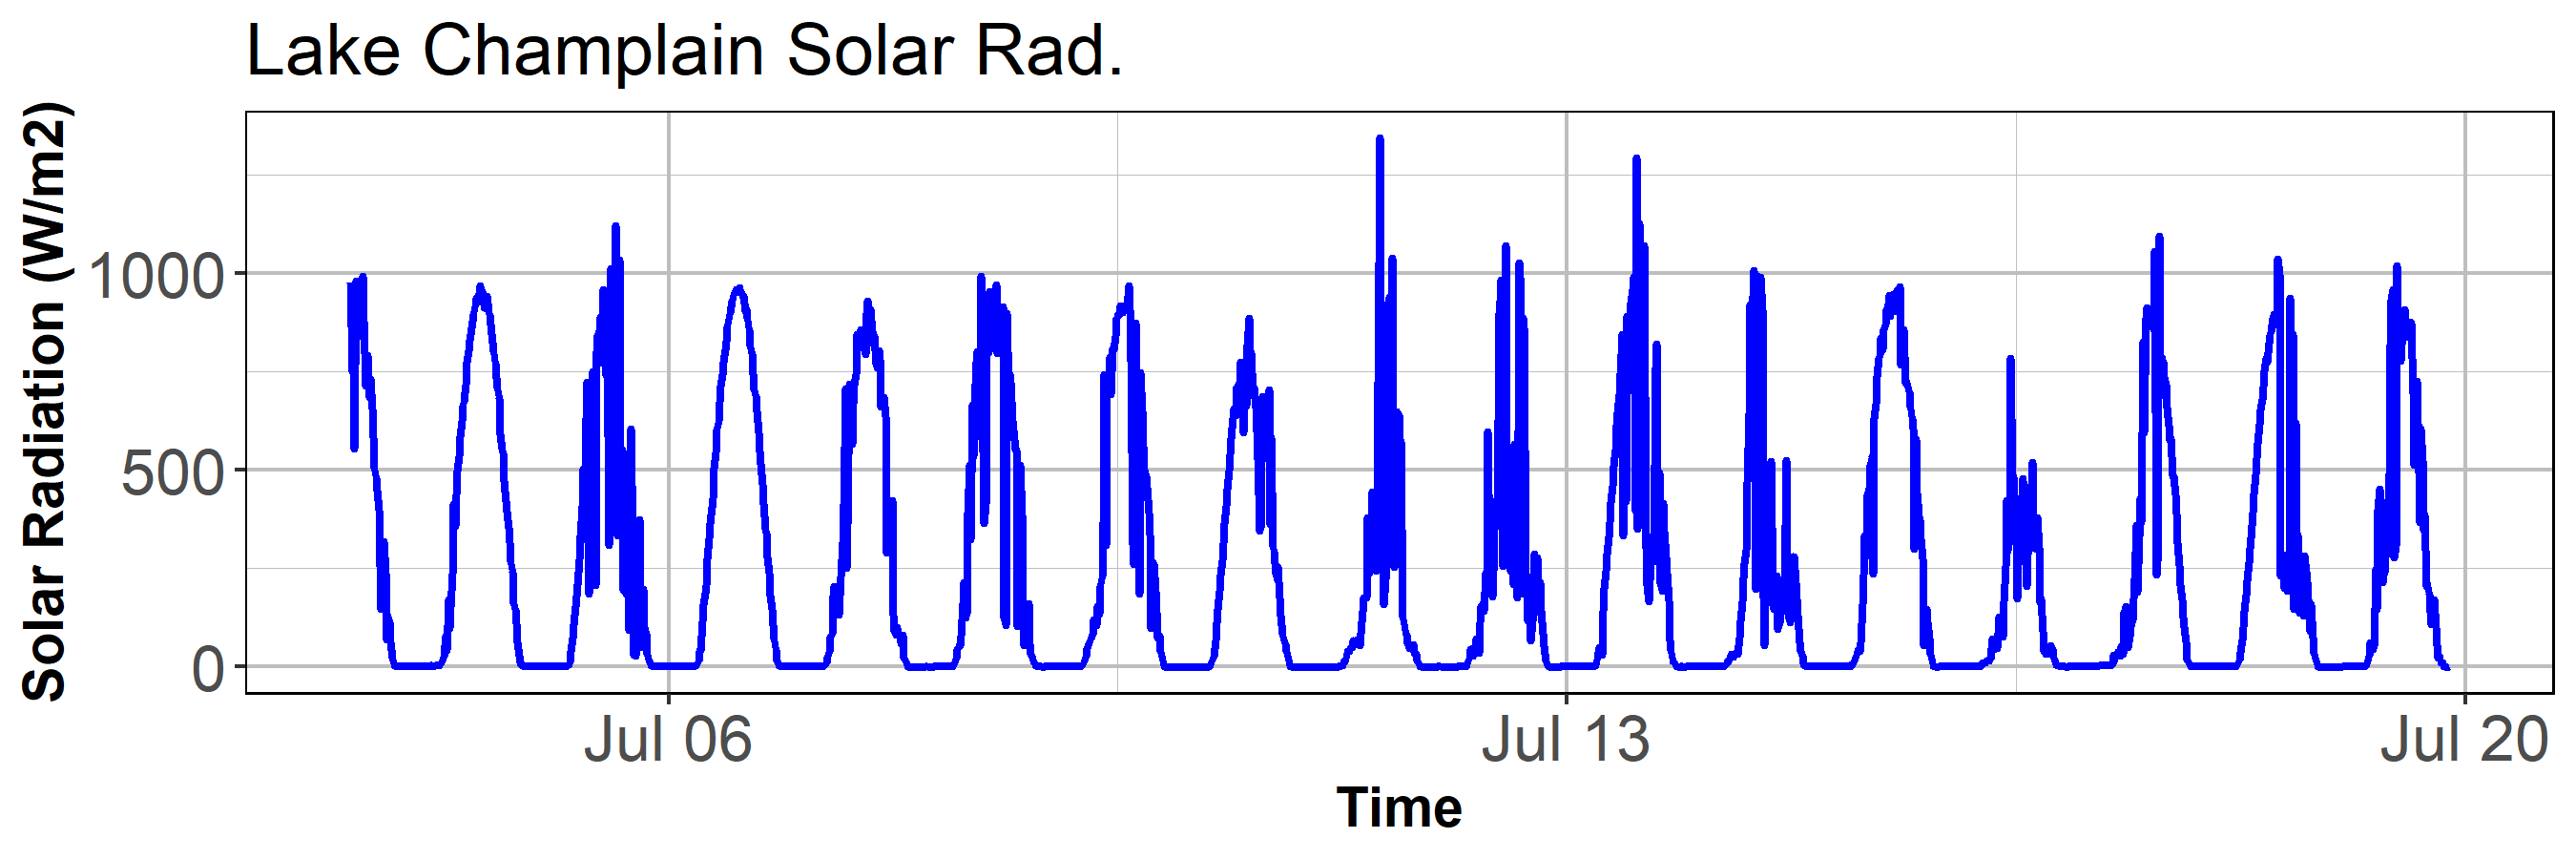 Lake Champlain Solar Rad.
Solar Radiation (W/m2)
1000
500
0
Jul 06
Jul 13
Jul 20
Time